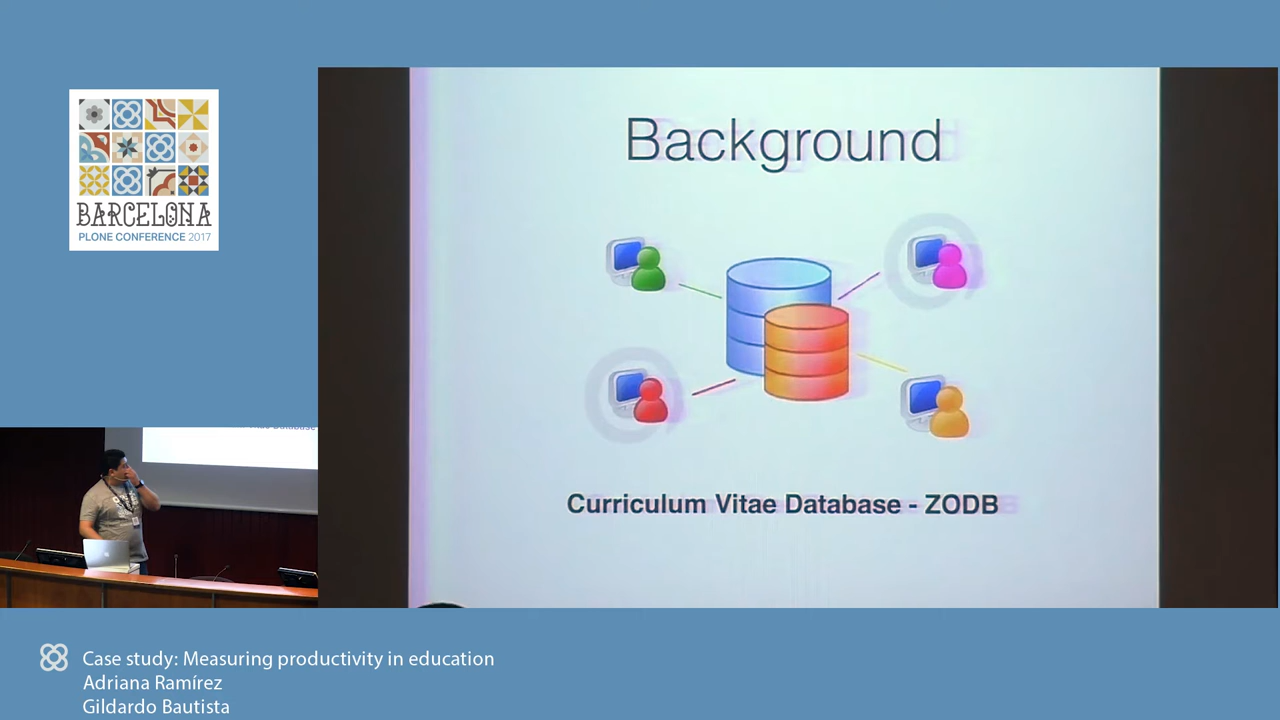 BARCELONA
PLONE CONFERENCE 2017
Background
Curriculum Vitae Database - ZODB
Case study: Measuring productivity in education
Adriana Ramírez
Gildardo Bautista